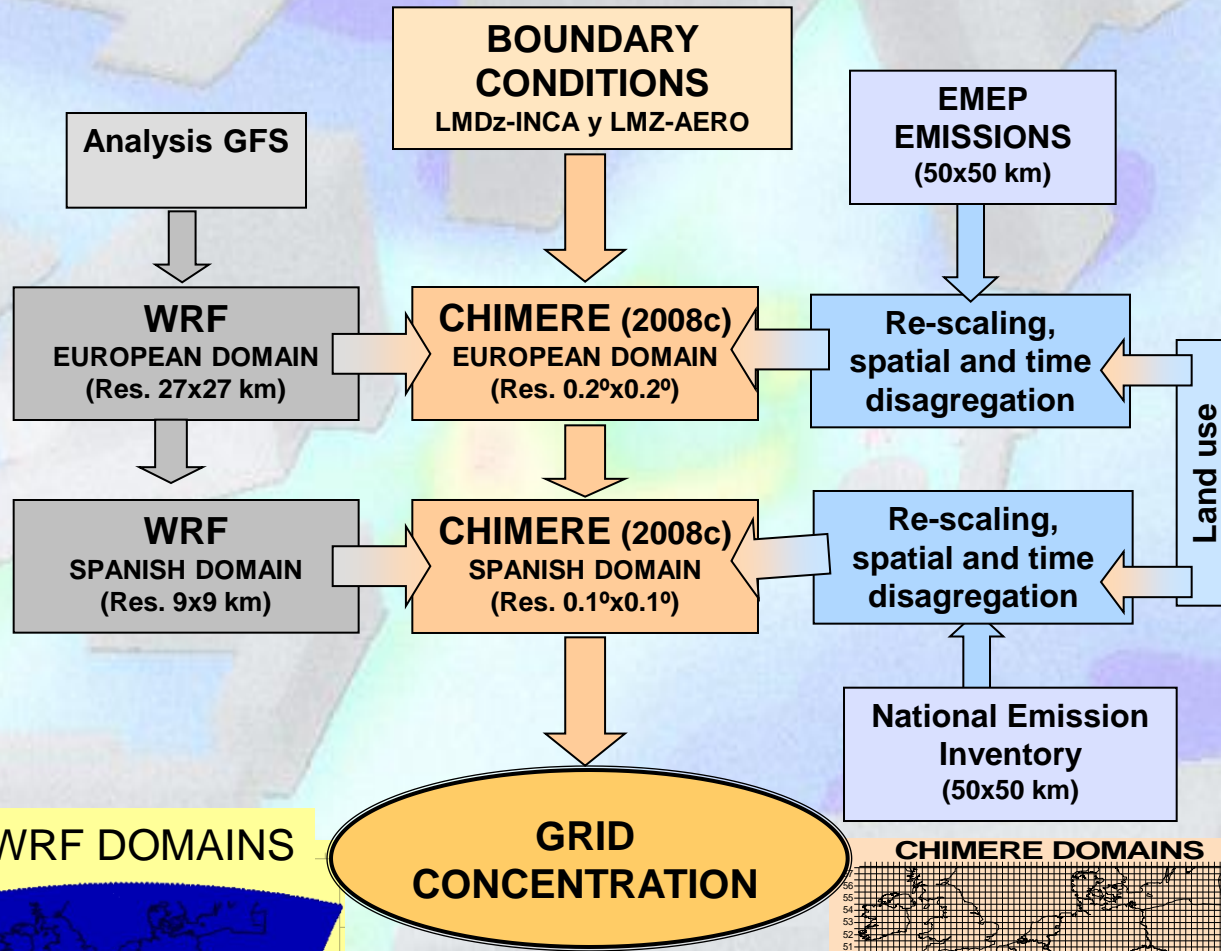 BOUNDARY
CONDITIONS
LMDz-INCA y LMZ-AERO
Analysis GFS
EMEP
EMISSIONS
(50x50 km)
WRF
EUROPEAN DOMAIN
(Res. 27x27 km)
CHIMERE (2008c)
EUROPEAN DOMAIN
(Res. 0.2ºx0.2º)
Re-scaling,
spatial and time
disagregation
Land use
WRF
SPANISH DOMAIN
(Res. 9x9 km)
CHIMERE (2008c)
SPANISH DOMAIN
(Res. 0.1ºx0.1º)
Re-scaling,
spatial and time
disagregation
National Emission
Inventory
(50x50 km)
GRID
CONCENTRATION
WRF DOMAINS
CHIMERE DOMAINS
57
56
55
54
53
52
51